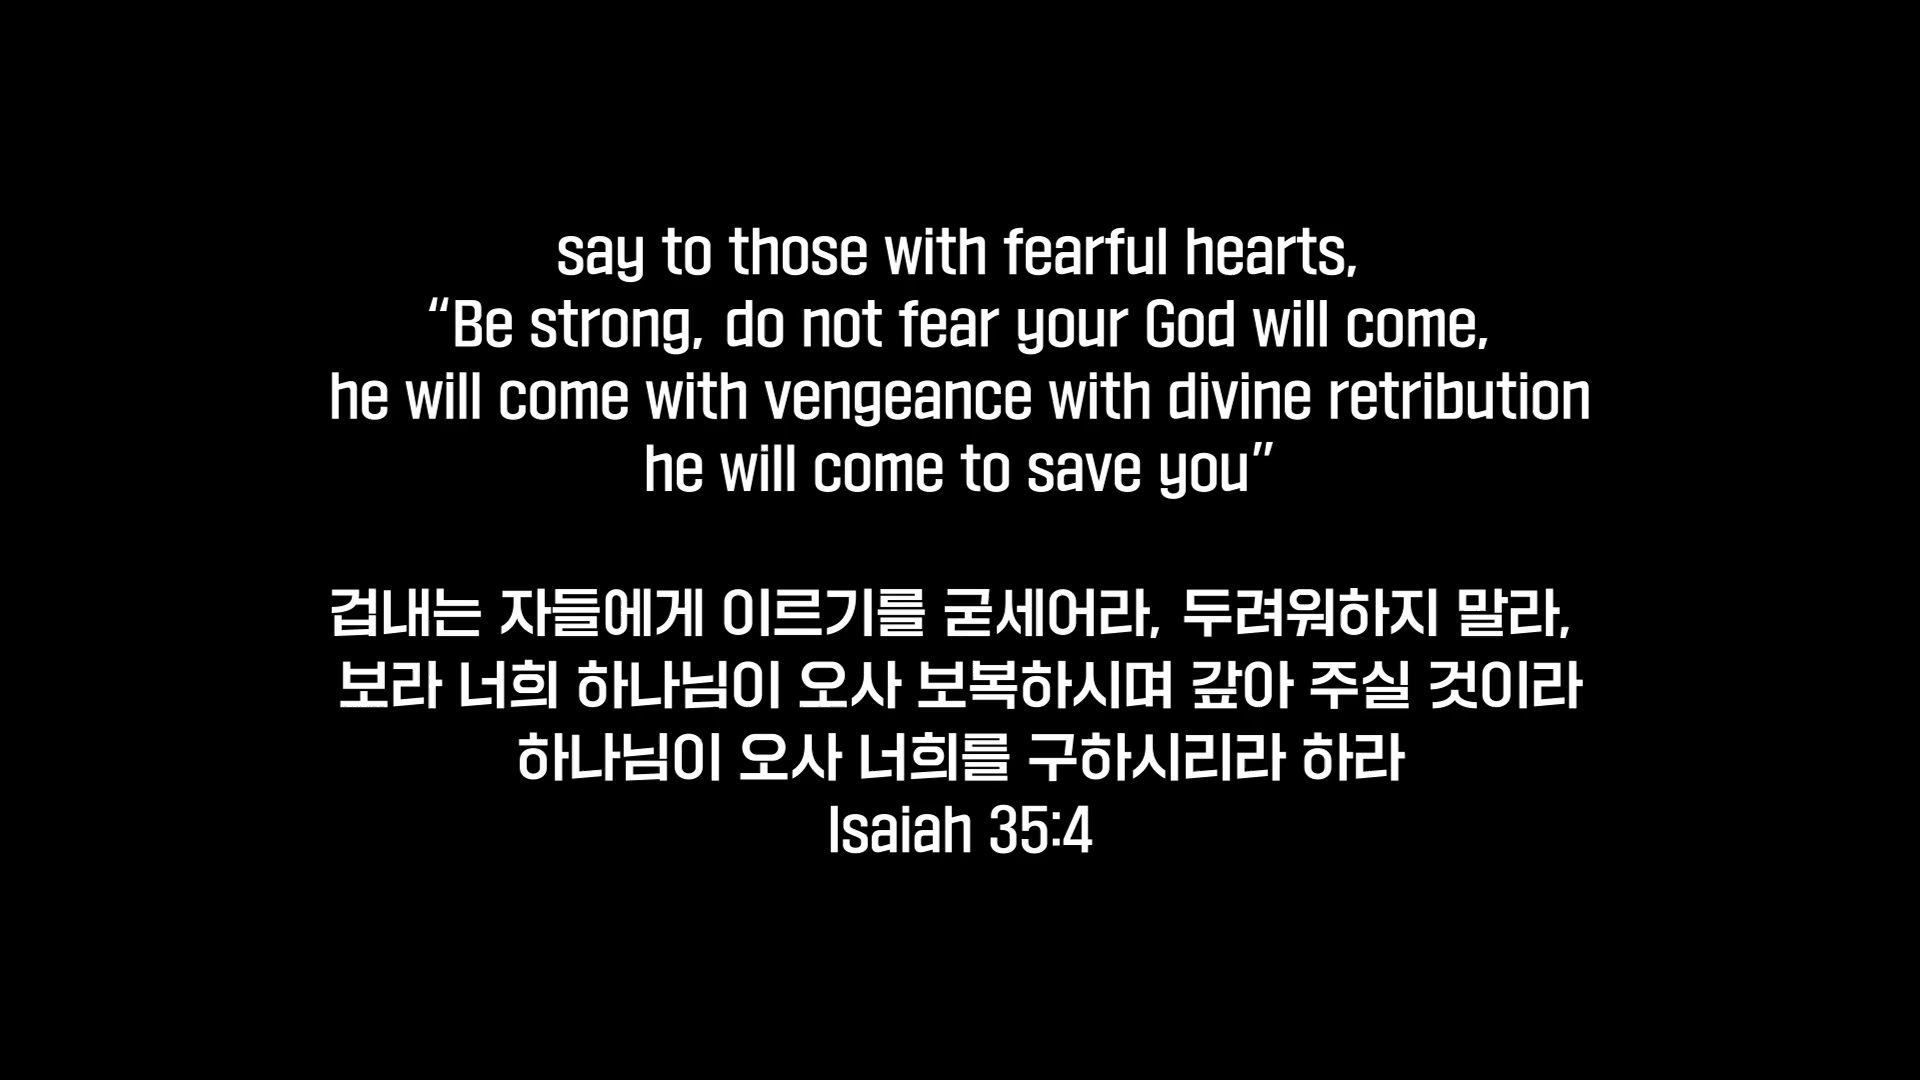 say to those with fearful hearts,
“Be strong, do not fear your God will come,
he will come with vengeance with divine retribution
he will come to save you”
겁내는 자들에게 이르기를 굳세어라, 두려워하지 말라,
보라 너희 하나님이 오사 보복하시며 갚아 주실 것이라
하나님이 오사 너희를 구하시리라 하라
Isaiah 35:4